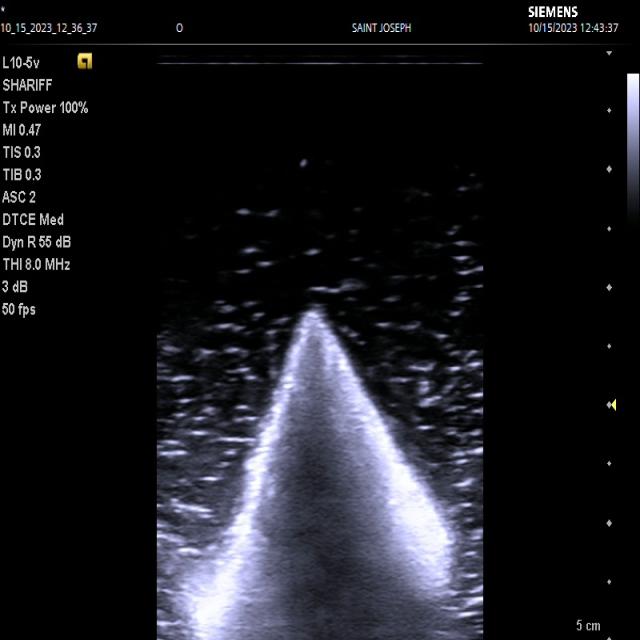 SIEMENS
10_15_2023_12_36_37 O SAINT JOSEPH 10/15/2023 12:43:37
L10-5v
SHARIFF
Tx Power 100%
MI 0.47
TIS 0.3
TIB 0.3
ASC 2
DTCE Med
Dyn R 55 dB
THI 8.0 MHz
3 dB
50 fps
5 cm